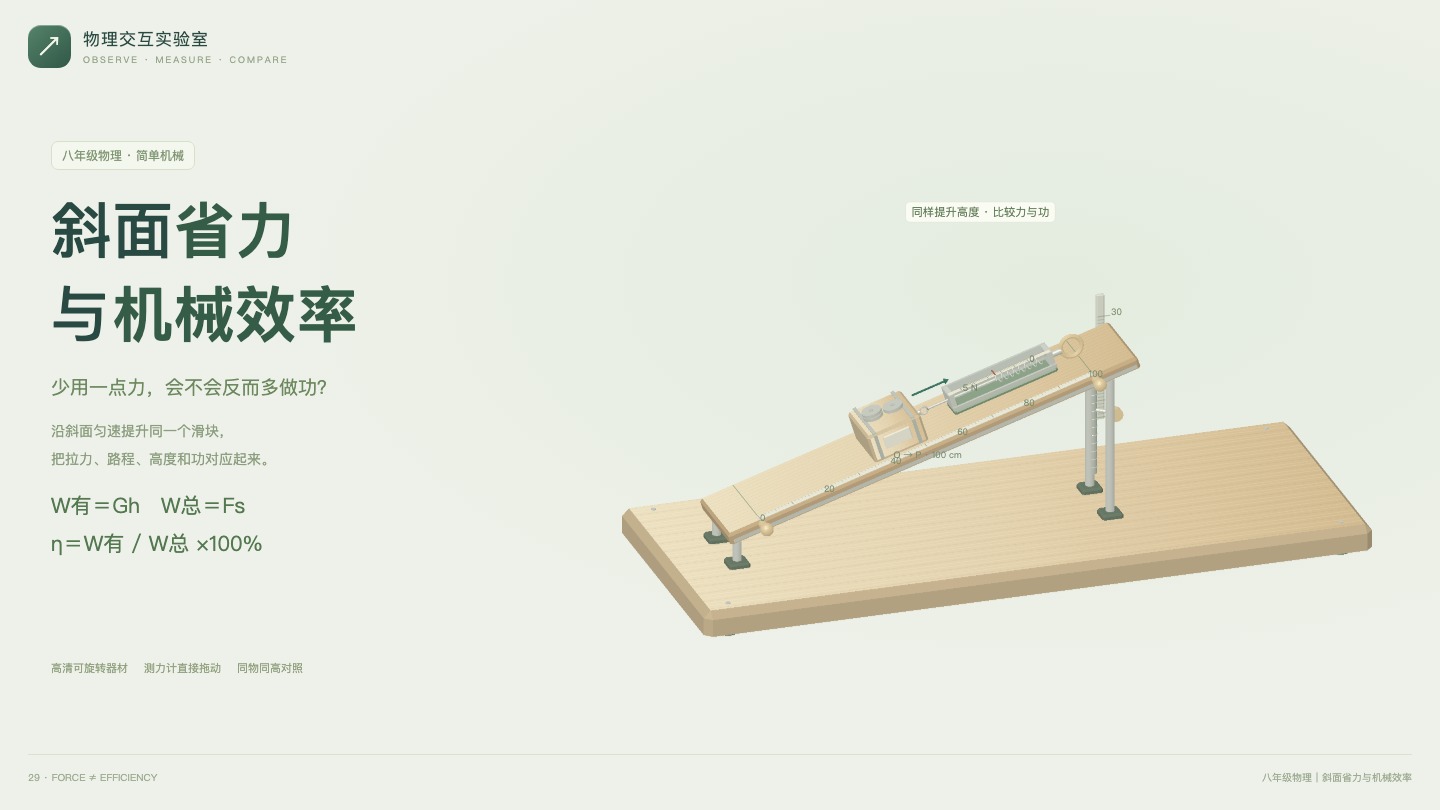 物理交互实验室
OBSERVE · MEASURE · COMPARE
八年级物理 · 简单机械
斜面省力
与机械效率
少用一点力，会不会反而多做功?
沿斜面匀速提升同一个滑块，
把拉力、路程、高度和功对应起来。
W有＝Gh W总＝Fs
η＝W有 / W总 ×100%
高清可旋转器材 测力计直接拖动 同物同高对照
同样提升高度 · 比较力与功
30
0
5 N
100
80
60
40
20
0
29 · FORCE ≠ EFFICIENCY
八年级物理｜斜面省力与机械效率